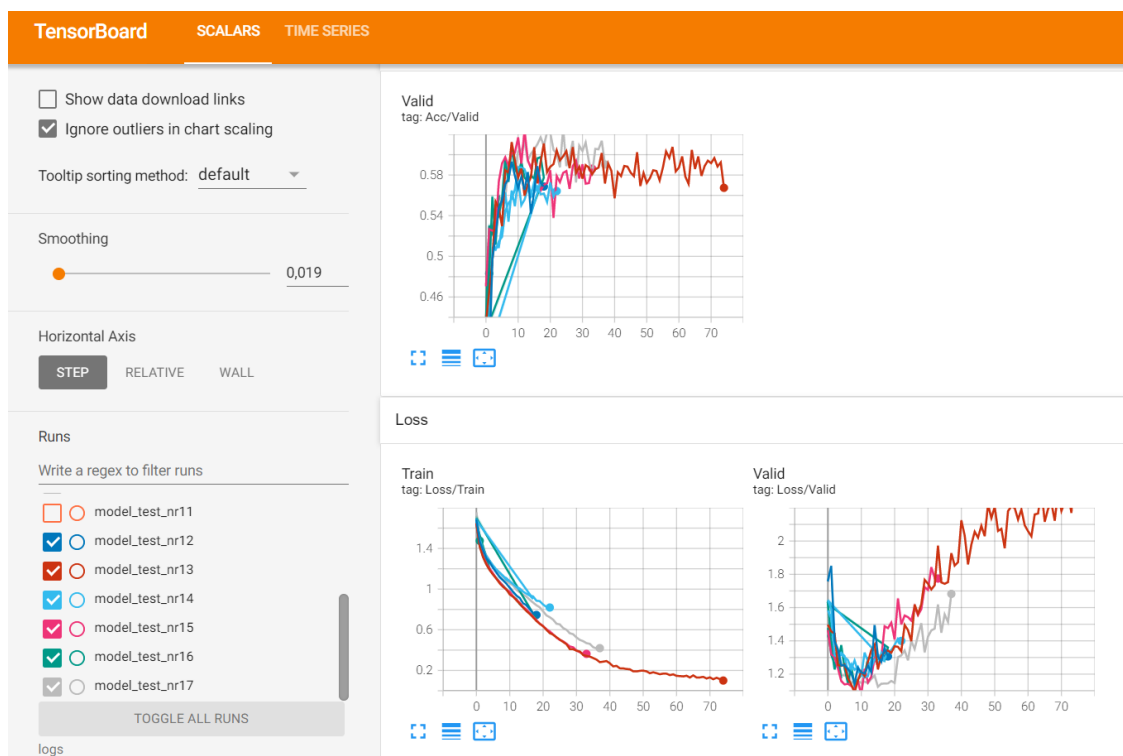 TensorBoard SCALARS TIME SERIES
Show data download links
Ignore outliers in chart scaling
Tooltip sorting method: default
Smoothing
0,019
Horizontal Axis
STEP RELATIVE WALL
Runs
Write a regex to filter runs
model_test_nr11
model_test_nr12
model_test_nr13
model_test_nr14
model_test_nr15
model_test_nr16
model_test_nr17
TOGGLE ALL RUNS
logs
Valid
tag: Acc/Valid
0.58
0.54
0.5
0.46
0 10 20 30 40 50 60 70
Loss
Train
tag: Loss/Train
1.4
1
0.6
0.2
0 10 20 30 40 50 60 70
Valid
tag: Loss/Valid
2
1.8
1.6
1.4
1.2
0 10 20 30 40 50 60 70